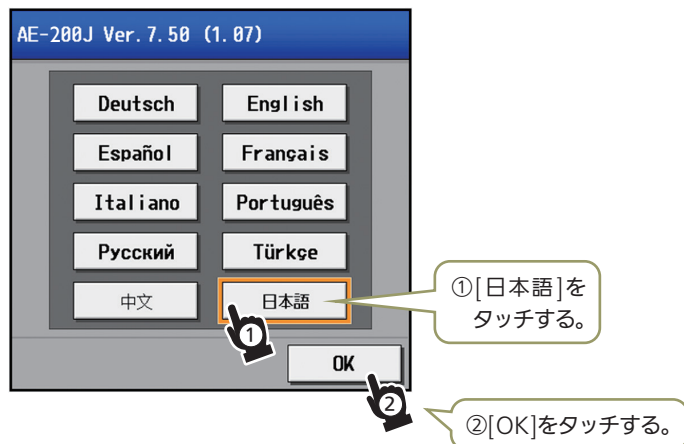 AE-200J Ver.7.50 (1.07)
Deutsch English
Español Français
Italiano Português
Русский Türkçe
中文 日本語
①[日本語]を
タッチする。
1
OK
2
②[OK]をタッチする。